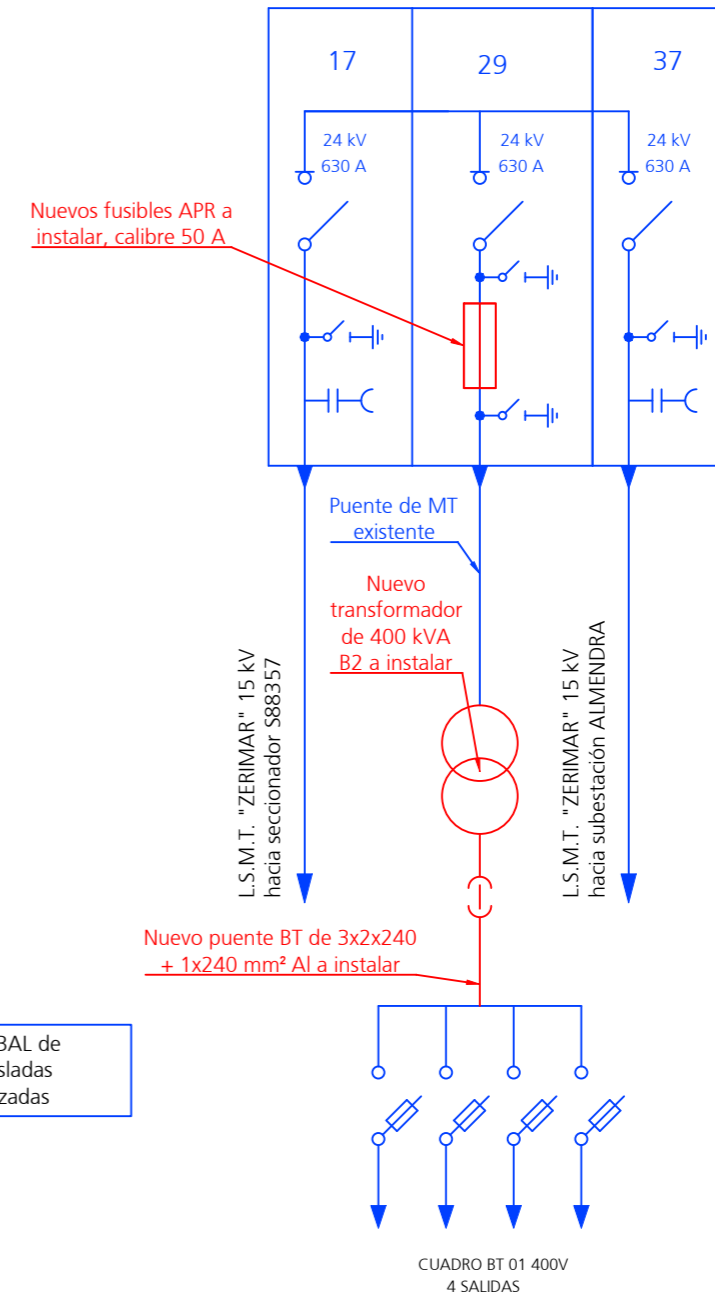 17
29
37
24 kV
630 A
24 kV
630 A
24 kV
630 A
Nuevos fusibles APR a
instalar, calibre 50 A
Puente de MT
existente
Nuevo
transformador
de 400 kVA
B2 a instalar
L.S.M.T. "ZERIMAR" 15 kV
hacia seccionador S88357
L.S.M.T. "ZERIMAR" 15 kV
hacia subestación ALMENDRA
Nuevo puente BT de 3x2x240
+ 1x240 mm² Al a instalar
BAL de
sladas
zadas
CUADRO BT 01 400V
4 SALIDAS